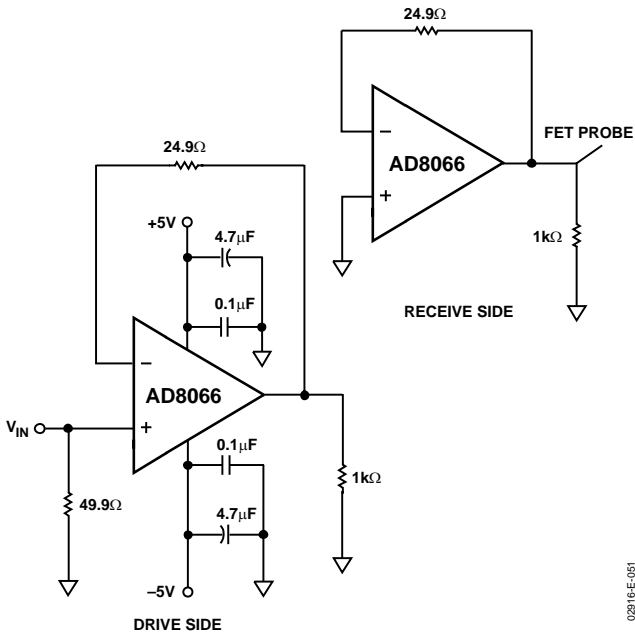 24.9Ω
FET PROBE
−
AD8066
+
1kΩ
RECEIVE SIDE
24.9Ω
+5V
4.7µF
0.1µF
−
AD8066
VIN
+
49.9Ω
0.1µF
4.7µF
1kΩ
−5V
DRIVE SIDE
02916-E-051